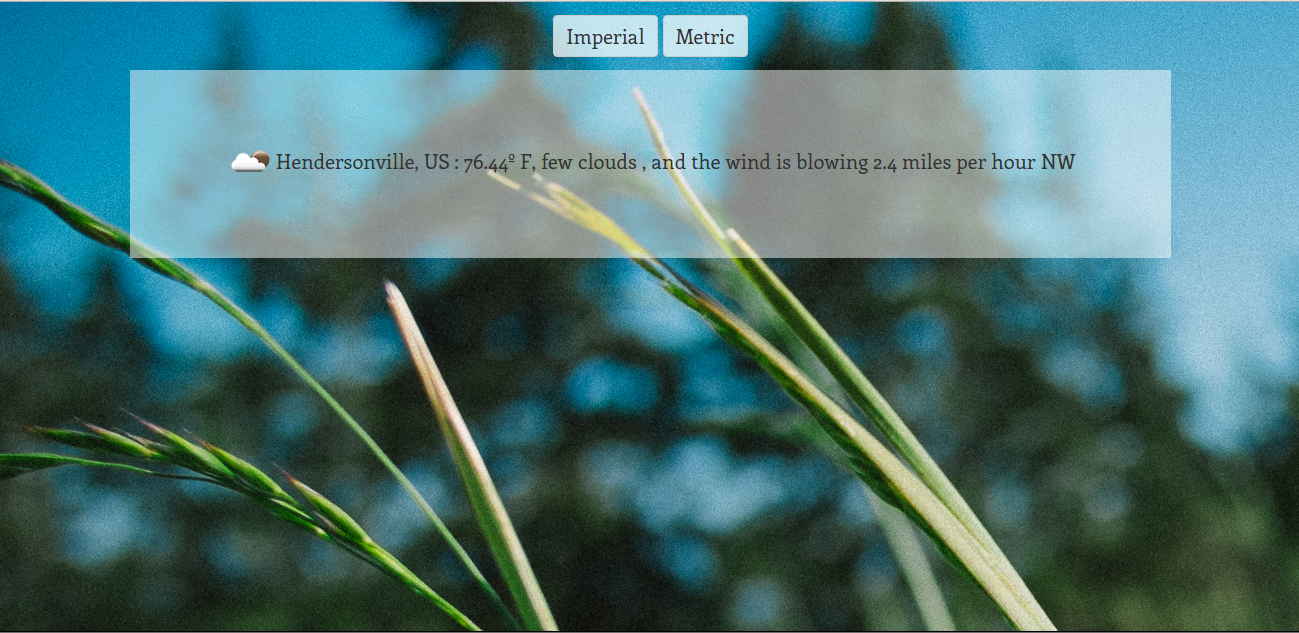 Imperial Metric
Hendersonville, US : 76.44º F, few clouds , and the wind is blowing 2.4 miles per hour NW